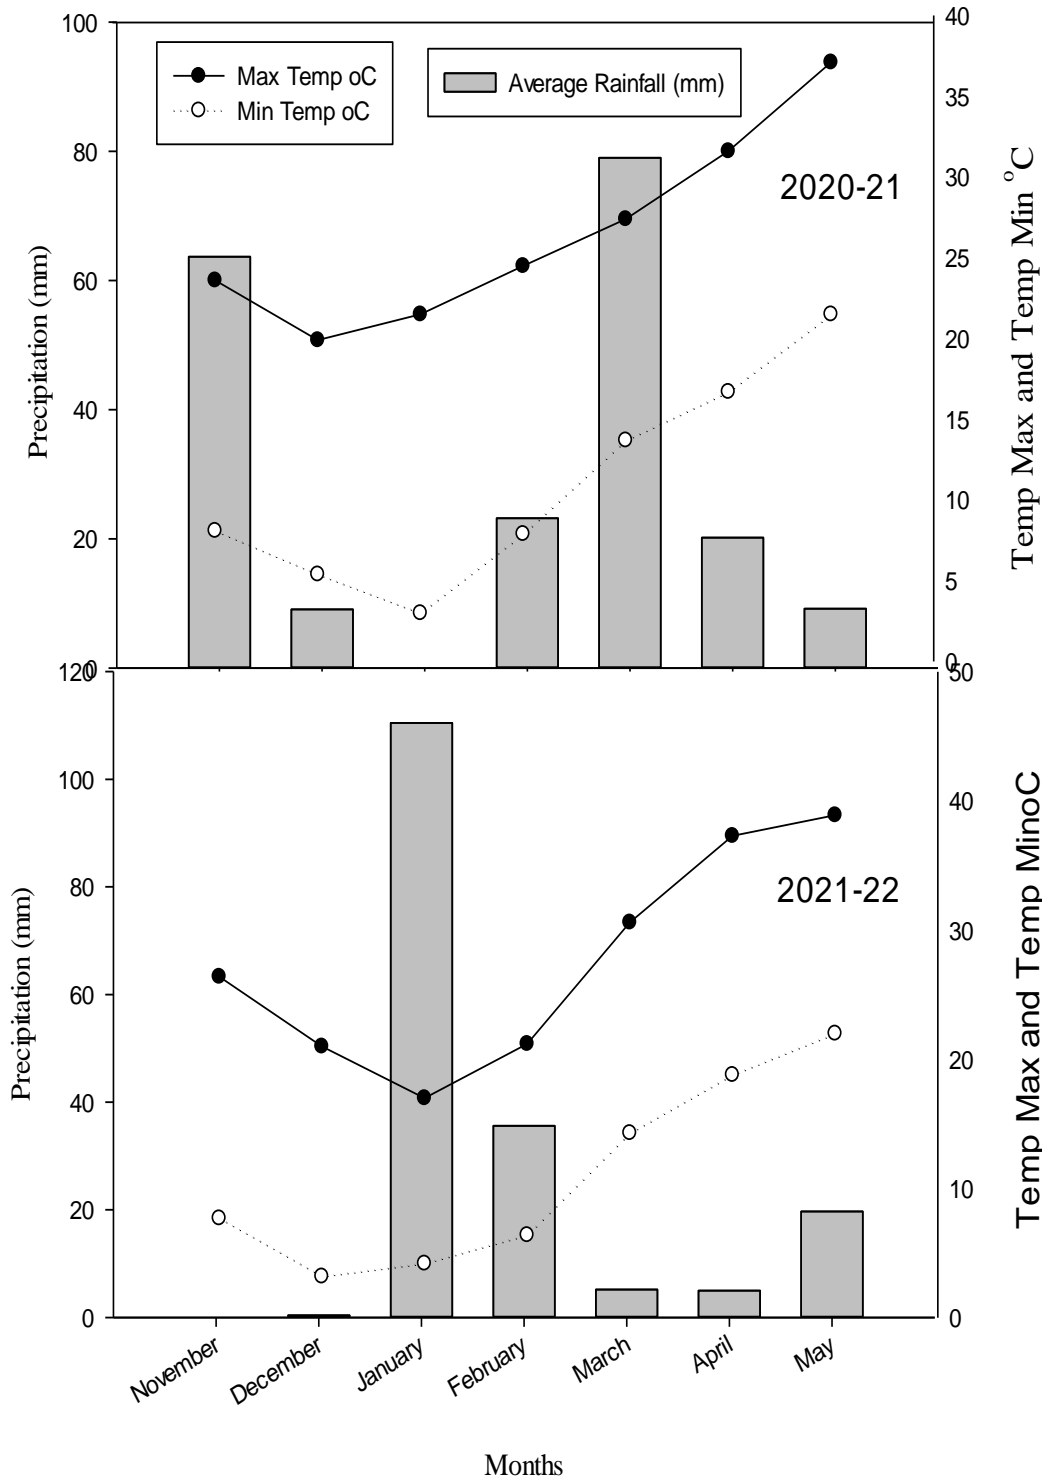 100
80
60
40
20
0
Precipitation (mm)
Max Temp oC
Min Temp oC
Average Rainfall (mm)
2020-21
40
35
30
25
20
15
10
5
0
Temp Max and Temp Min °C
120
100
80
60
40
20
0
Precipitation (mm)
2021-22
50
40
30
20
10
0
Temp Max and Temp MinoC
November
December
January
February
March
April
May
Months